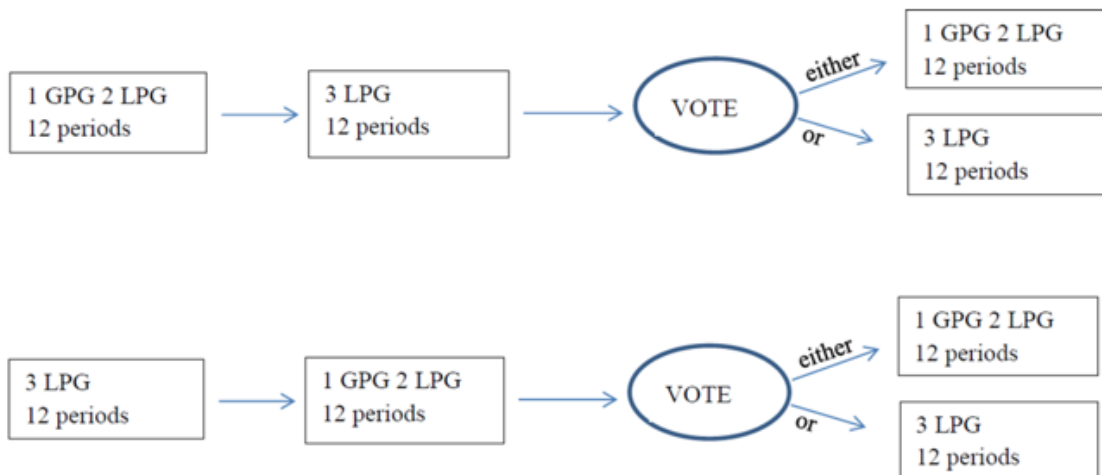 1 GPG 2 LPG
12 periods
3 LPG
12 periods
VOTE
either
1 GPG 2 LPG
12 periods
or
3 LPG
12 periods
3 LPG
12 periods
1 GPG 2 LPG
12 periods
VOTE
either
1 GPG 2 LPG
12 periods
or
3 LPG
12 periods